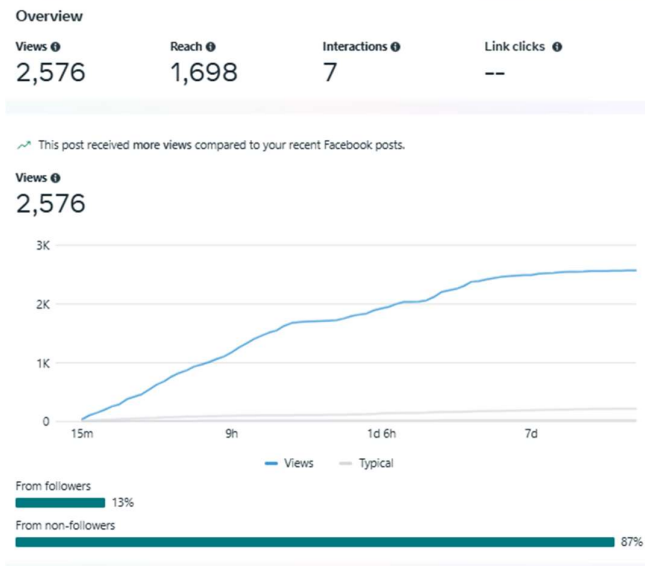 Overview
Views Reach Interactions Link clicks
2,576 1,698 7 --
This post received more views compared to your recent Facebook posts.
Views
2,576
3K
2K
1K
0
15m 9h 1d 6h 7d
Views Typical
From followers
13%
From non-followers
87%